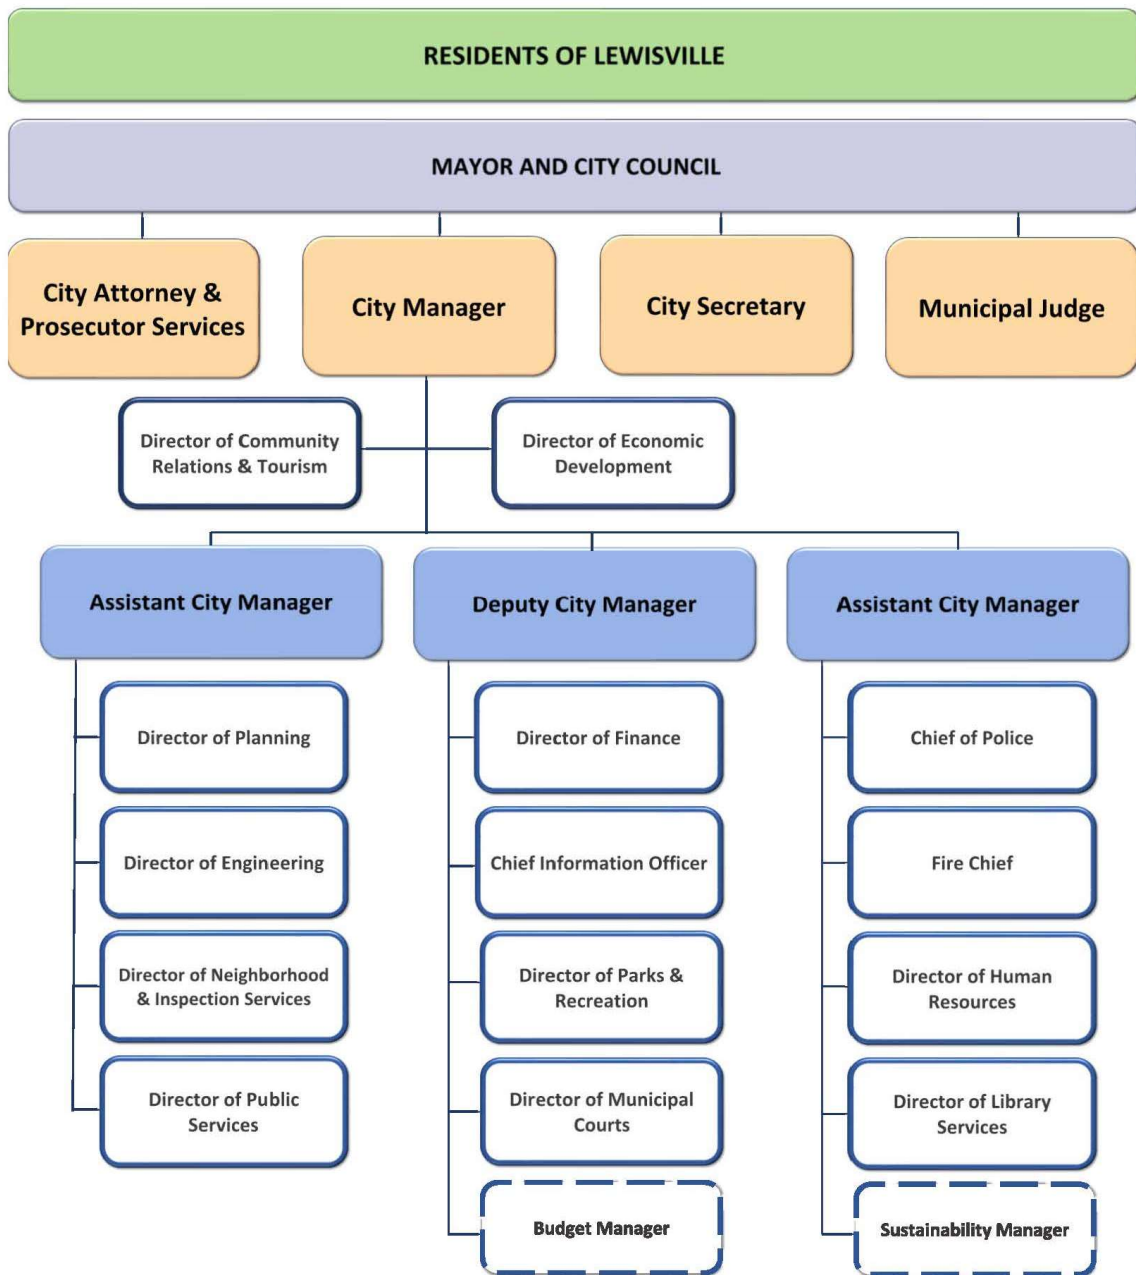 RESIDENTS OF LEWISVILLE
MAYOR AND CITY COUNCIL
City Attorney &
Prosecutor Services
City Manager
City Secretary
Municipal Judge
Director of Community
Relations & Tourism
Director of Economic
Development
Assistant City Manager
Deputy City Manager
Assistant City Manager
Director of Planning
Director of Engineering
Director of Neighborhood
& Inspection Services
Director of Public
Services
Director of Finance
Chief Information Officer
Director of Parks &
Recreation
Director of Municipal
Courts
Budget Manager
Chief of Police
Fire Chief
Director of Human
Resources
Director of Library
Services
Sustainability Manager